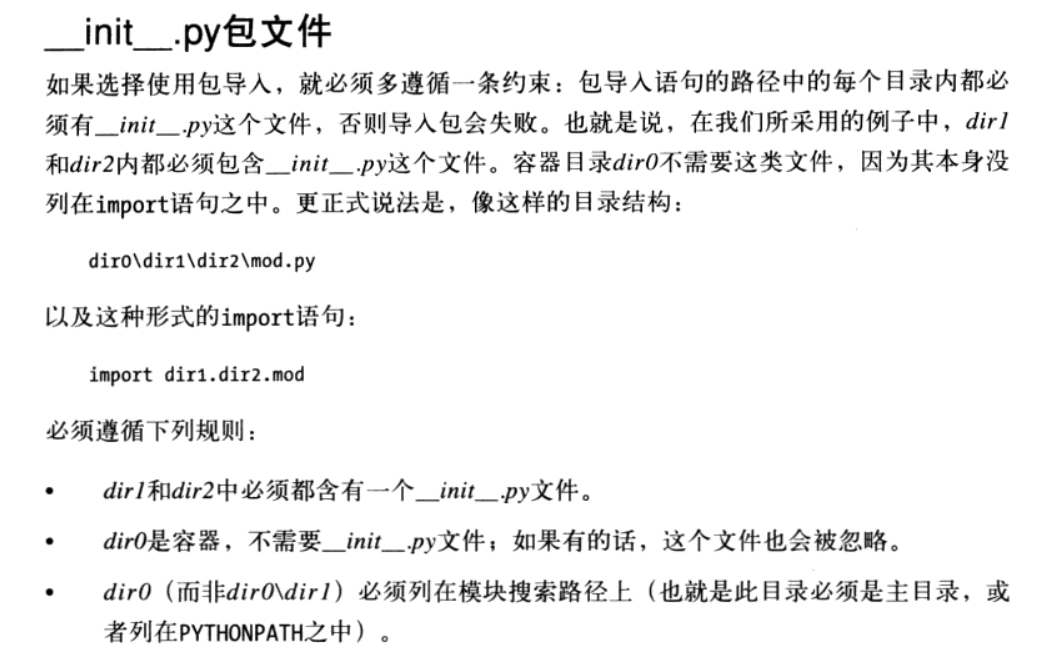 __init__.py包文件
如果选择使用包导入，就必须多遵循一条约束：包导入语句的路径中的每个目录内都必
须有__init__.py这个文件，否则导入包会失败。也就是说，在我们所采用的例子中，dir1
和dir2内都必须包含__init__.py这个文件。容器目录dir0不需要这类文件，因为其本身没
列在import语句之中。更正式说法是，像这样的目录结构：
dir0\dir1\dir2\mod.py
以及这种形式的import语句：
import dir1.dir2.mod
必须遵循下列规则：
• dir1和dir2中必须都含有一个__init__.py文件。
• dir0是容器，不需要__init__.py文件；如果有的话，这个文件也会被忽略。
• dir0（而非dir0\dir1）必须列在模块搜索路径上（也就是此目录必须是主目录，或
者列在PYTHONPATH之中）。